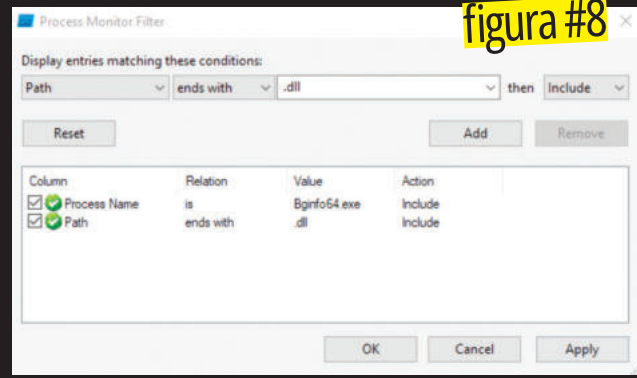 Process Monitor Filter
figura #8
Display entries matching these conditions:
Path ends with .dll then Include
Reset Add Remove
Column Relation Value Action
Process Name is Bginfo64.exe Include
Path ends with .dll Include
OK Cancel Apply